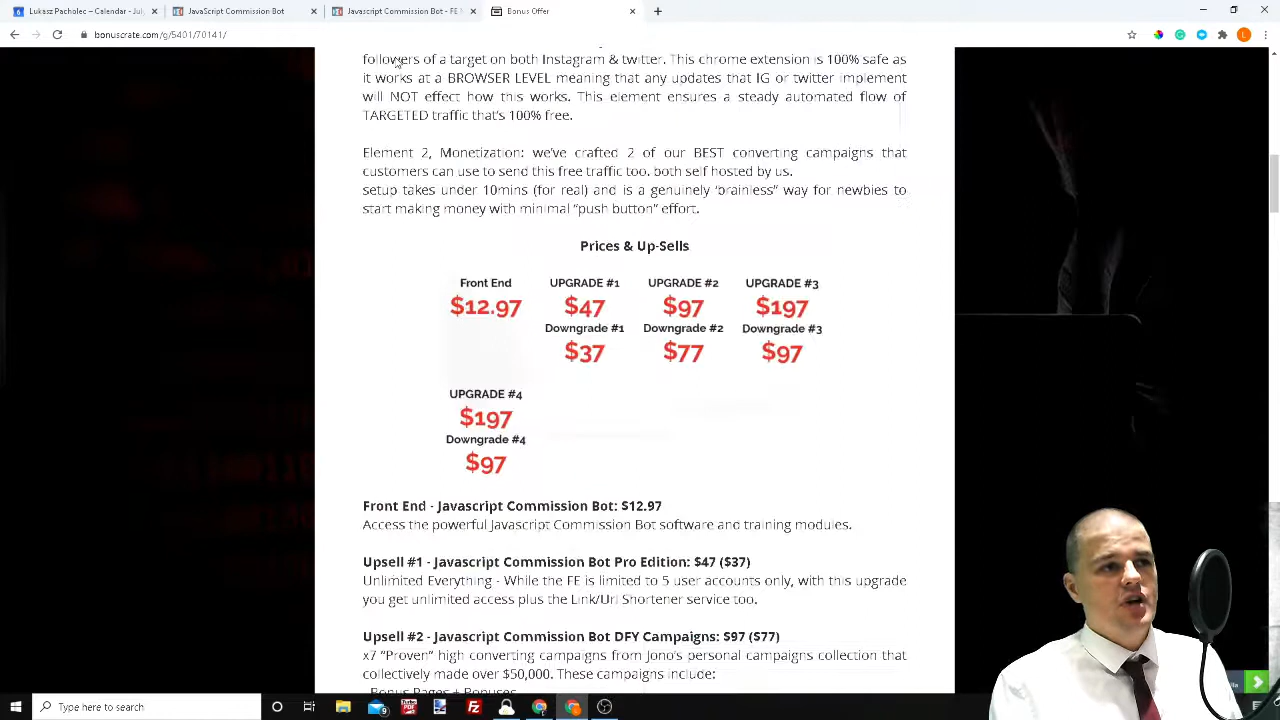 Lukasz Pacholec - Calendar - July
JavaScript Commission Bot
Javascript Commission Bot - FE
Bonus Offer
bonuscrate.com/g/5401/70141/
followers of a target on both Instagram & twitter. This chrome extension is 100% safe as
it works at a BROWSER LEVEL meaning that any updates that IG or twitter implement
will NOT effect how this works. This element ensures a steady automated flow of
TARGETED traffic that's 100% free.
Element 2, Monetization: we've crafted 2 of our BEST converting campaigns that
customers can use to send this free traffic too. both self hosted by us.
setup takes under 10mins (for real) and is a genuinely "brainless" way for newbies to
start making money with minimal "push button" effort.
Prices & Up-Sells
Front End UPGRADE #1 UPGRADE #2 UPGRADE #3
$12.97 $47 $97 $197
Downgrade #1 Downgrade #2 Downgrade #3
$37 $77 $97
UPGRADE #4
$197
Downgrade #4
$97
Front End - Javascript Commission Bot: $12.97
Access the powerful Javascript Commission Bot software and training modules.
Upsell #1 - Javascript Commission Bot Pro Edition: $47 ($37)
Unlimited Everything - While the FE is limited to 5 user accounts only, with this upgrade
you get unlimited access plus the Link/Url Shortener service too.
Upsell #2 - Javascript Commission Bot DFY Campaigns: $97 ($77)
x7 "Proven" high converting campaigns from Jono's personal campaigns collection that
collectively made over $50,000. These campaigns include:
- Bonus Pages + Bonuses
Type here to search